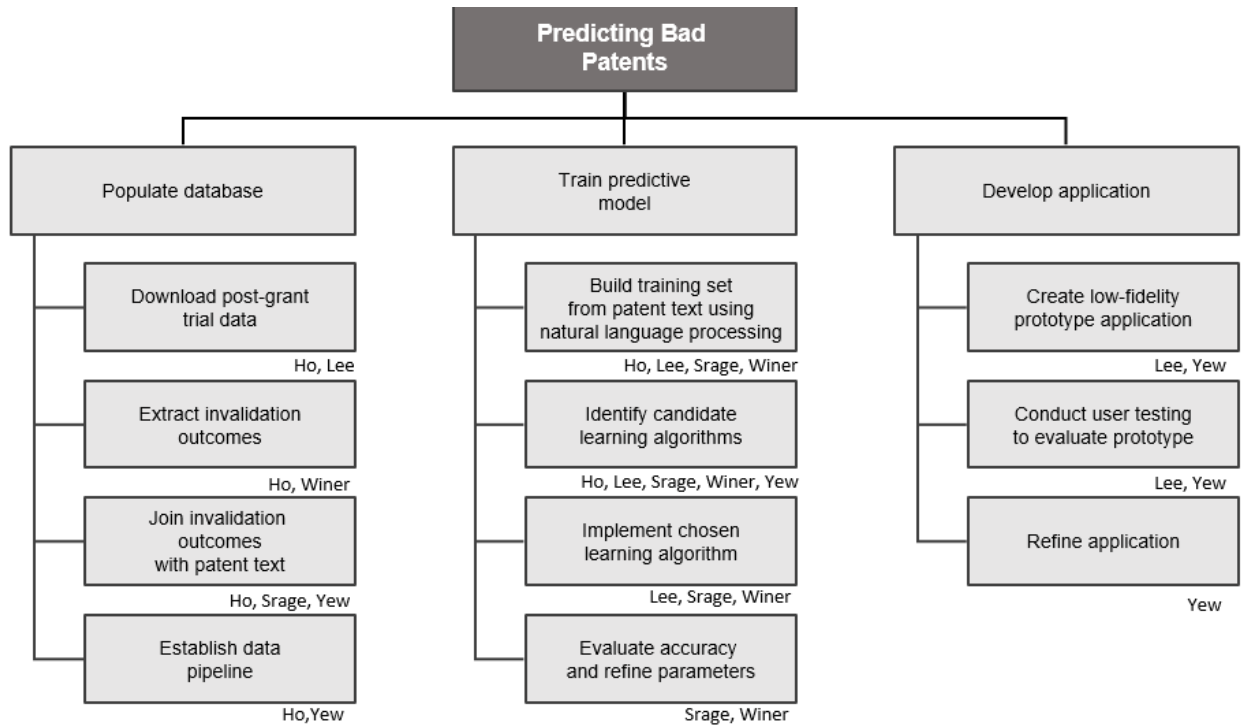 Predicting Bad
Patents
Populate database
Download post-grant
trial data
Ho, Lee
Extract invalidation
outcomes
Ho, Winer
Join invalidation
outcomes
with patent text
Ho, Srage, Yew
Establish data
pipeline
Ho,Yew
Train predictive
model
Build training set
from patent text using
natural language processing
Ho, Lee, Srage, Winer
Identify candidate
learning algorithms
Ho, Lee, Srage, Winer, Yew
Implement chosen
learning algorithm
Lee, Srage, Winer
Evaluate accuracy
and refine parameters
Srage, Winer
Develop application
Create low-fidelity
prototype application
Lee, Yew
Conduct user testing
to evaluate prototype
Lee, Yew
Refine application
Yew